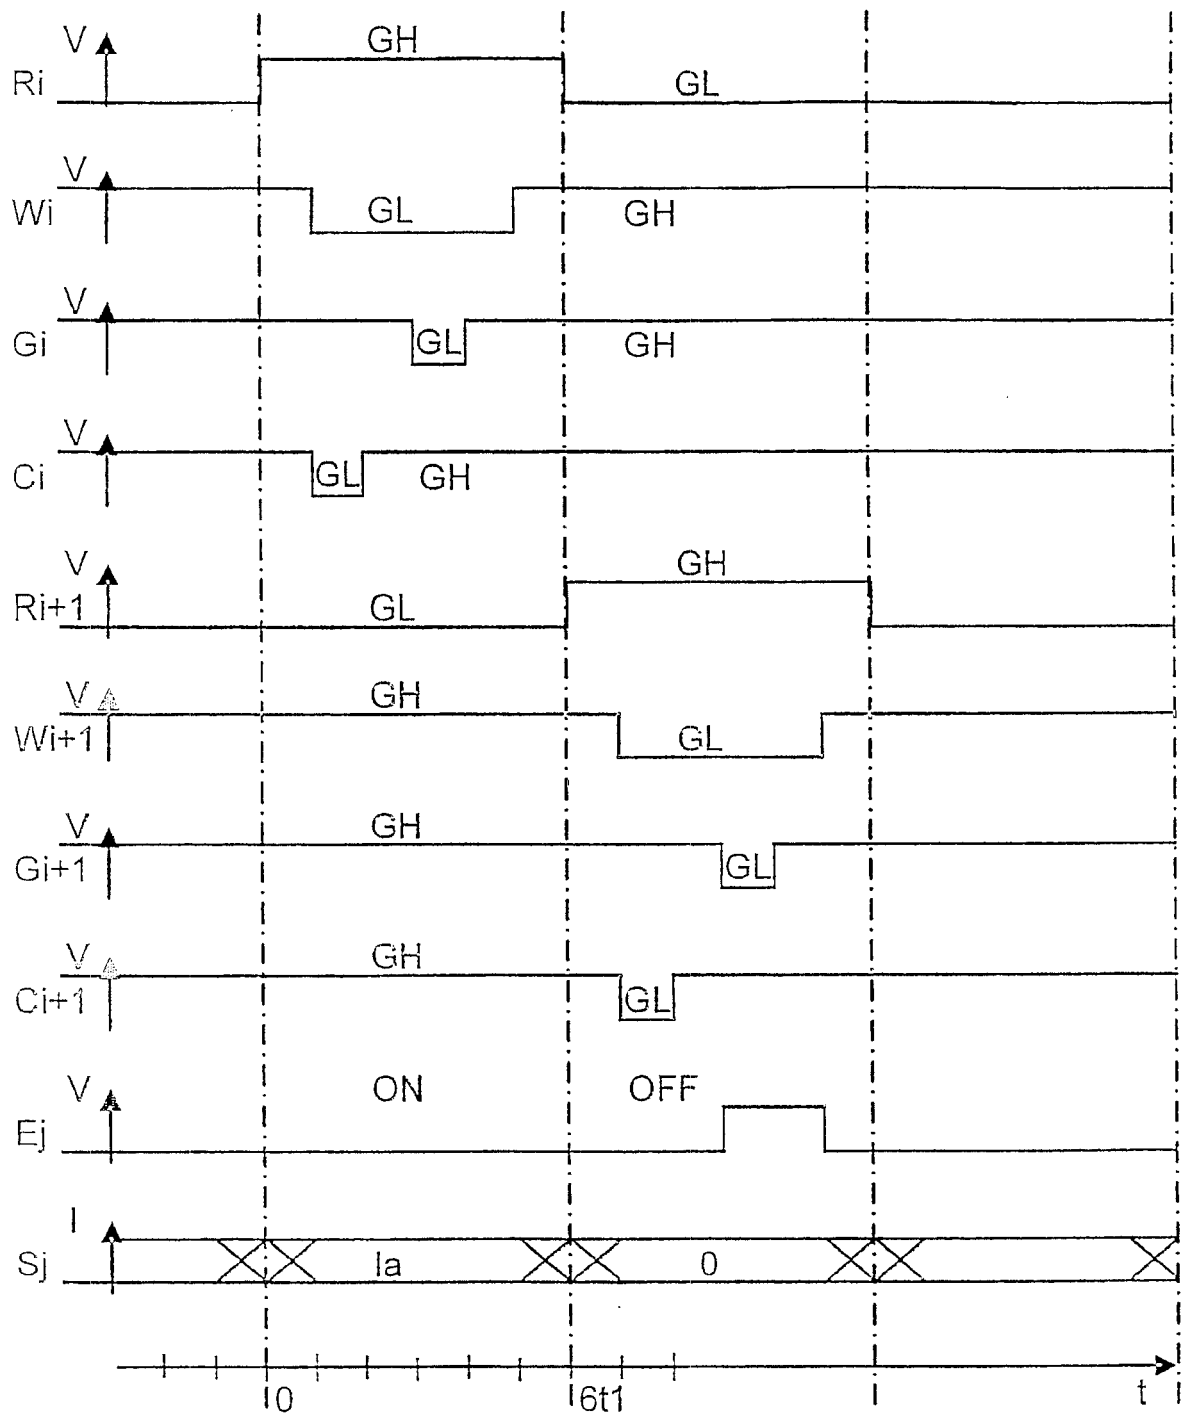 V GH
Ri GL
V
Wi GL GH
V
Gi GL GH
V
Ci GL GH
V GH
Ri+1 GL
V GH
Wi+1 GL
V GH
Gi+1 GL
V GH
Ci+1 GL
V ON OFF
Ej
I
Sj Ia 0
0 6t1 t